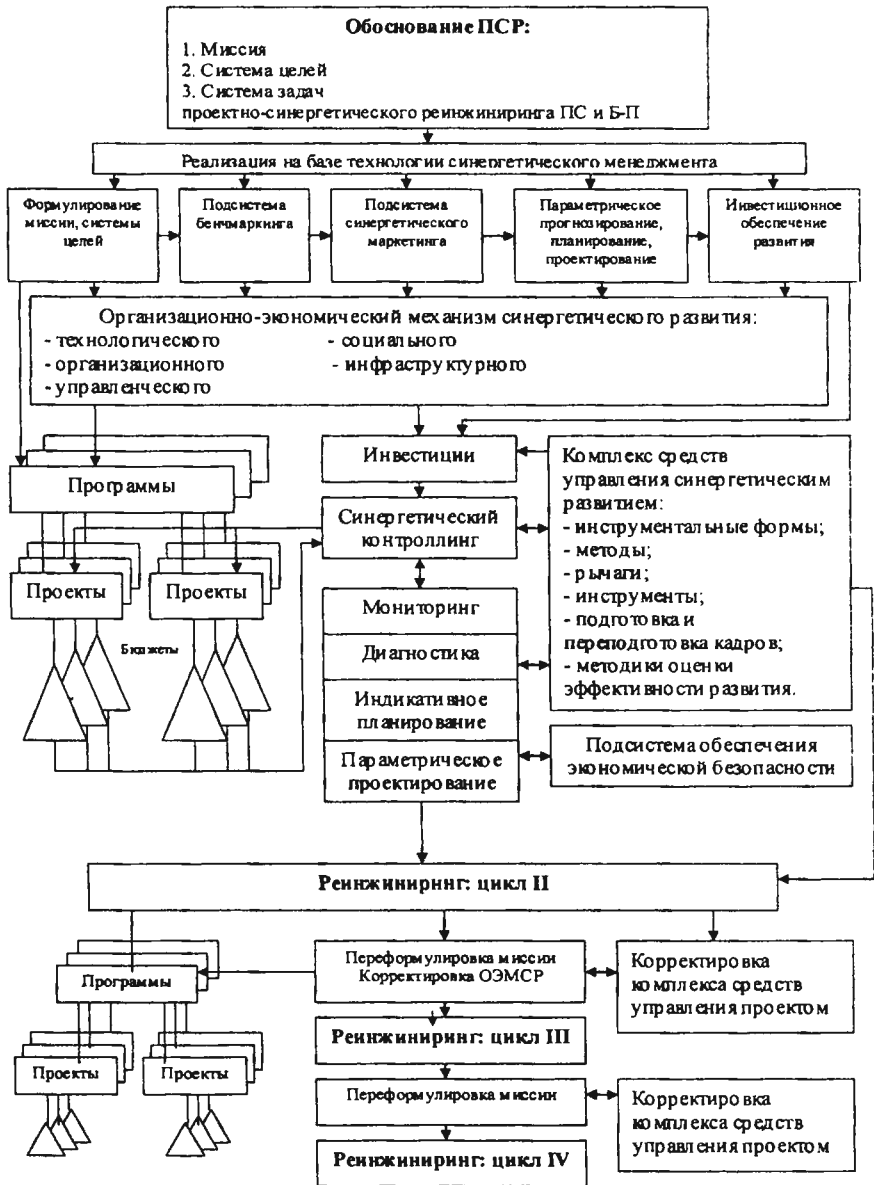 Обоснование ПСР:
1. Миссия
2. Система целей
3. Система задач
проектно-синергетического реинжиниринга ПС и Б-П
Реализация на базе технологии синергетического менеджмента
Формулирование
миссии, системы
целей
Подсистема
бенчмаркинга
Подсистема
синергетического
маркетинга
Параметрическое
прогнозирование,
планирование,
проектирование
Инвестиционное
обеспечение
развития
Организационно-экономический механизм синергетического развития:
- технологического - социального
- организационного - инфраструктурного
- управленческого
Программы
Проекты
Проекты
Бюджеты
Инвестиции
Синергетический
контроллинг
Мониторинг
Диагностика
Индикативное
планирование
Параметрическое
проектирование
Комплекс средств
управления синергетическим
развитием:
- инструментальные формы;
- методы;
- рычаги;
- инструменты;
- подготовка и
переподготовка кадров;
- методики оценки
эффективности развития.
Подсистема обеспечения
экономической безопасности
Реинжиниринг: цикл II
Программы
Проекты
Проекты
Переформулировка миссии
Корректировка ОЭМСР
Корректировка
комплекса средств
управления проектом
Реинжиниринг: цикл III
Переформулировка миссии
Корректировка
комплекса средств
управления проектом
Реинжиниринг: цикл IV